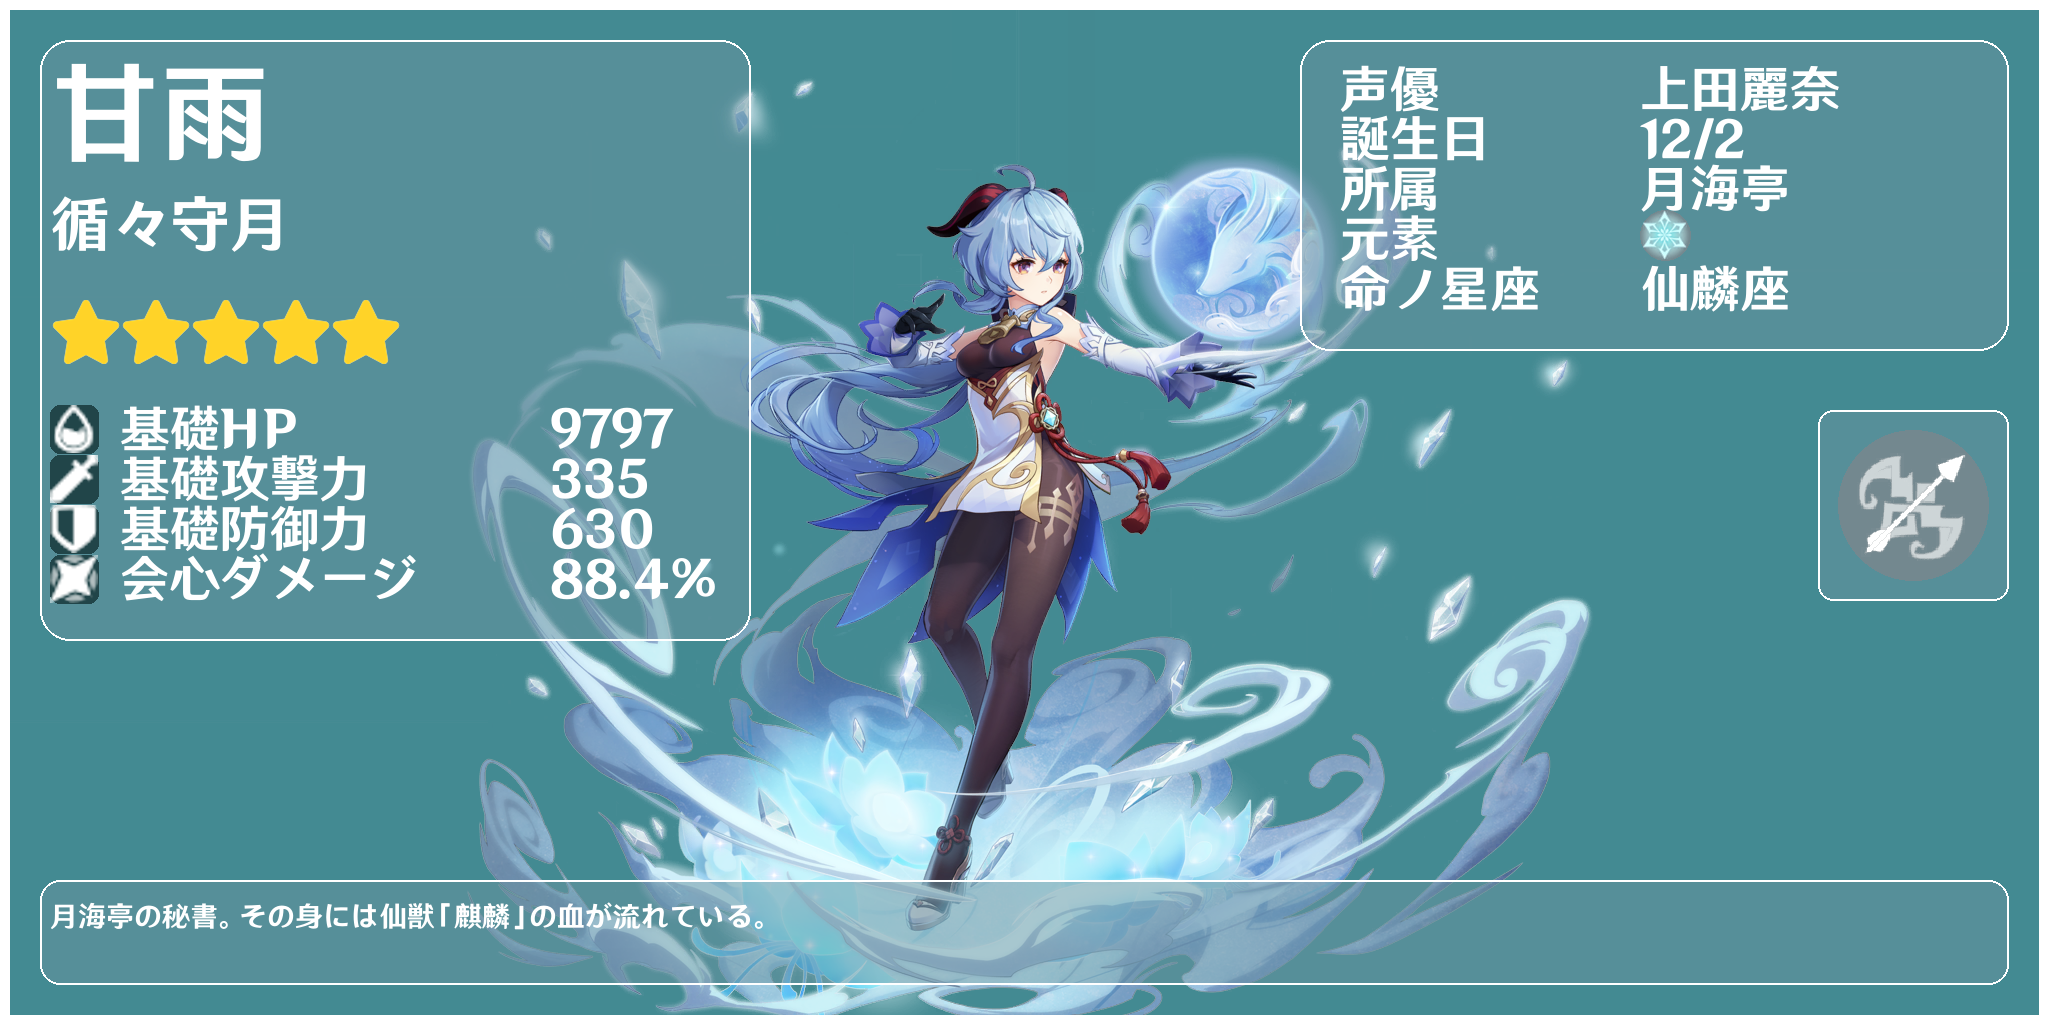 甘雨
循々守月
基礎HP 9797
基礎攻撃力 335
基礎防御力 630
会心ダメージ 88.4%
声優 上田麗奈
誕生日 12/2
所属 月海亭
元素
命ノ星座 仙麟座
月海亭の秘書。その身には仙獣「麒麟」の血が流れている。